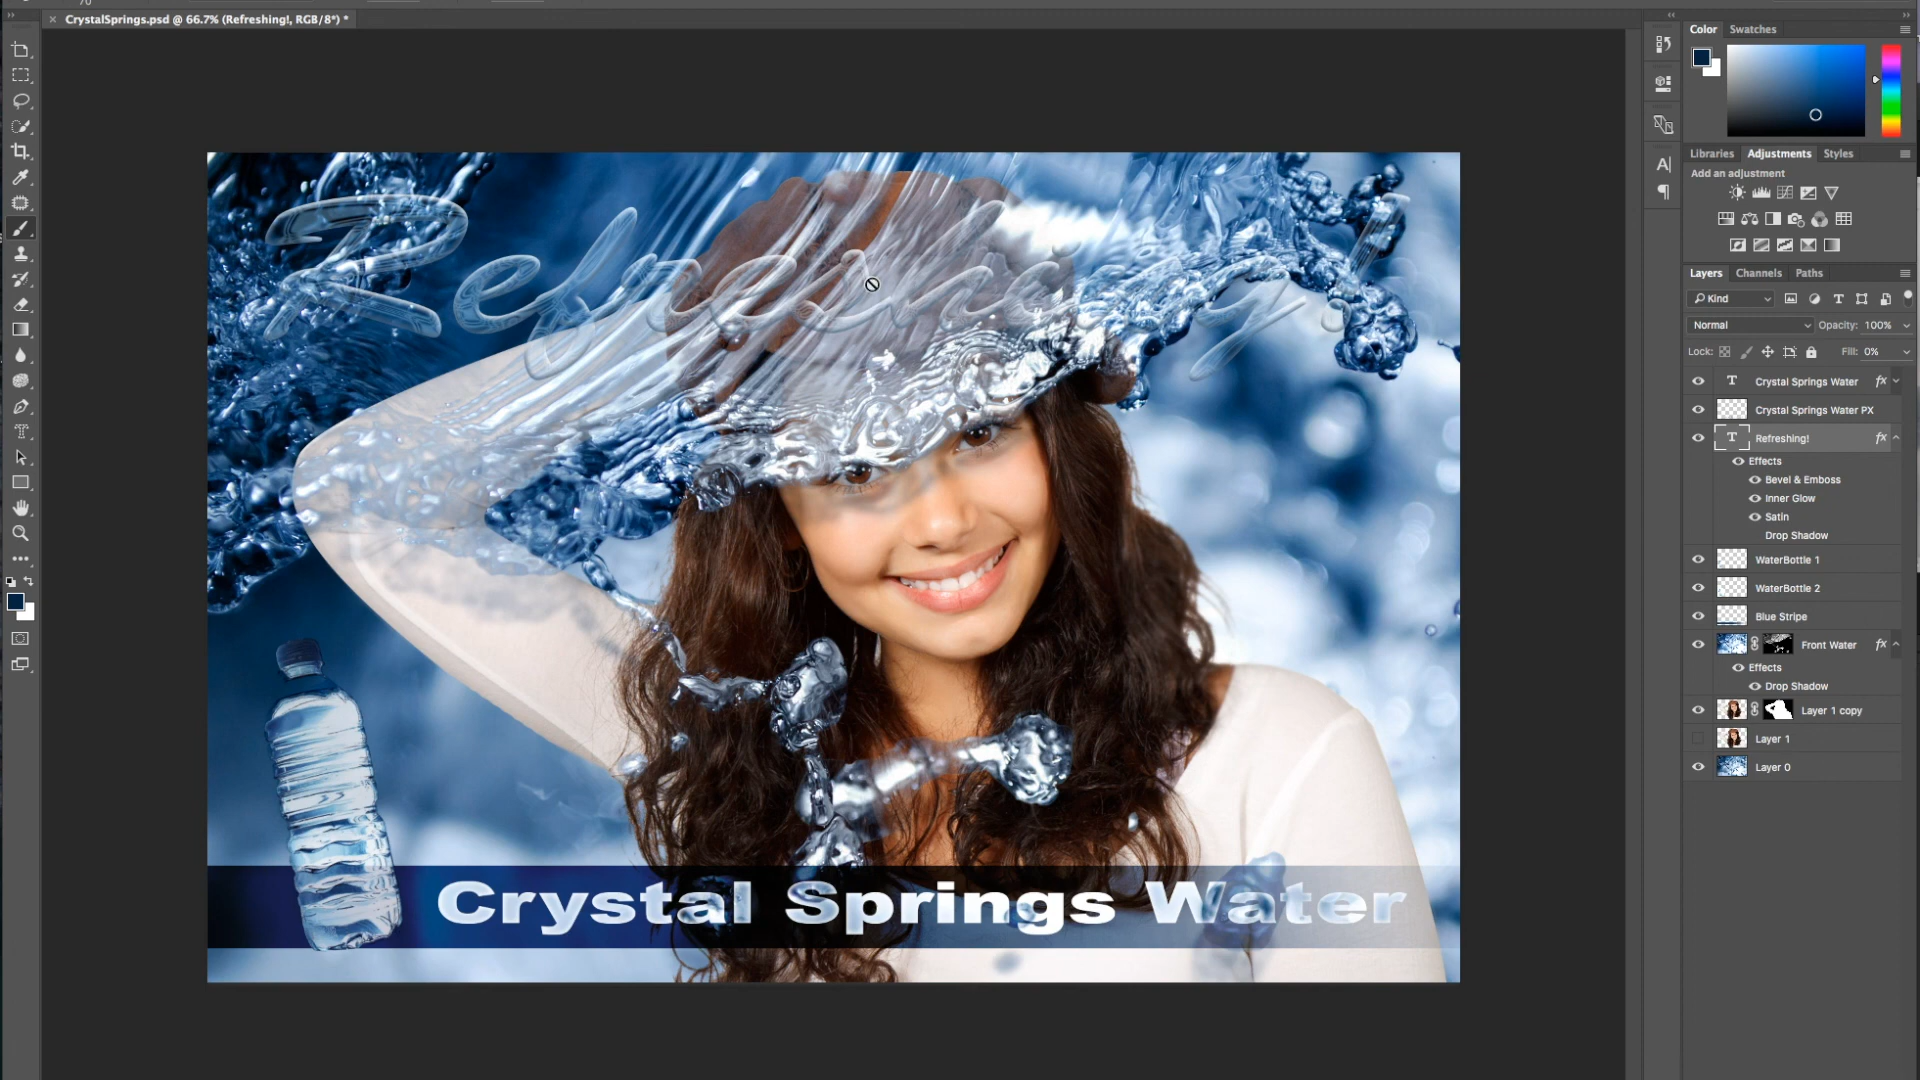 CrystalSprings.psd @ 66.7% (Refreshing!, RGB/8*) *
Color Swatches
Libraries Adjustments Styles
Add an adjustment
Layers Channels Paths
Kind
Normal Opacity: 100%
Lock: Fill: 0%
Crystal Springs Water fx
Crystal Springs Water PX
Refreshing! fx
Effects
Bevel & Emboss
Inner Glow
Satin
Drop Shadow
WaterBottle 1
WaterBottle 2
Blue Stripe
Front Water fx
Effects
Drop Shadow
Layer 1 copy
Layer 1
Layer 0
Refreshing!
Crystal Springs Water